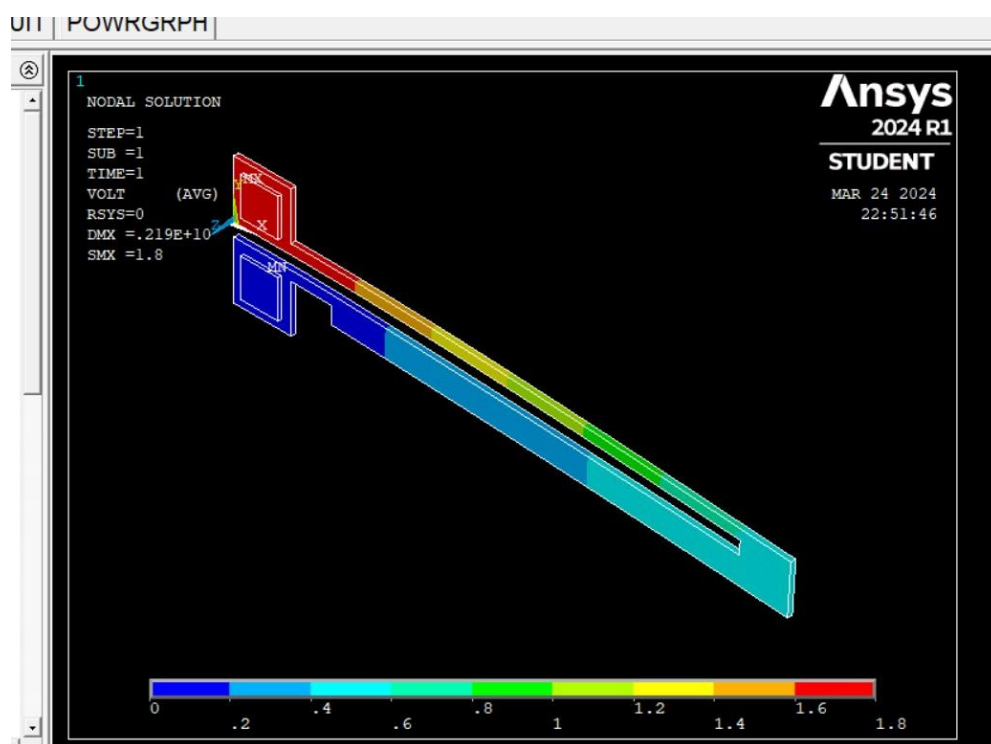 POWRGRPH
1
NODAL SOLUTION
STEP=1
SUB =1
TIME=1
VOLT (AVG)
RSYS=0
DMX =.219E+10
SMX =1.8
Ansys
2024 R1
STUDENT
MAR 24 2024
22:51:46
MX
Y
Z X
MN
0 .2 .4 .6 .8 1 1.2 1.4 1.6 1.8